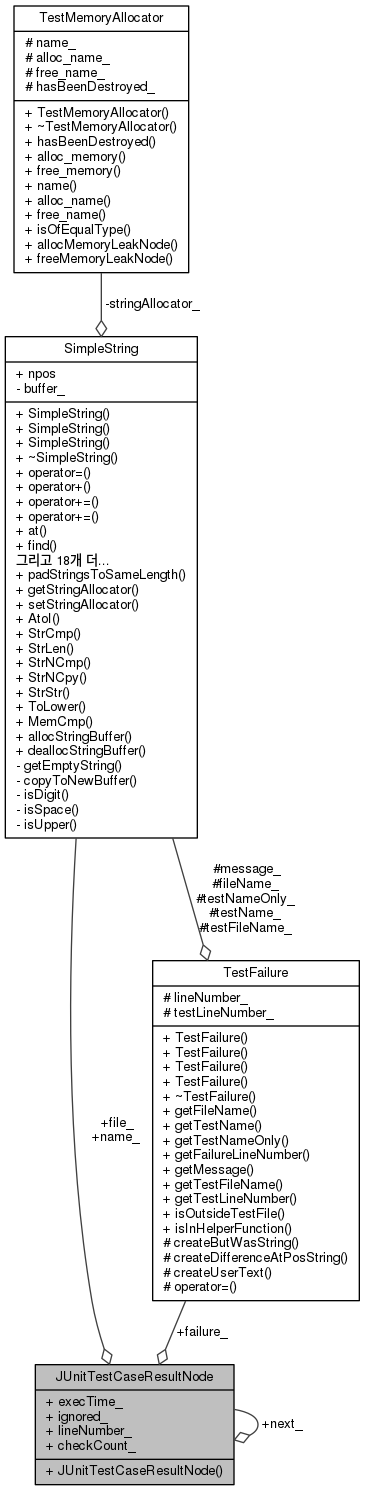 TestMemoryAllocator
# name_
# alloc_name_
# free_name_
# hasBeenDestroyed_
+ TestMemoryAllocator()
+ ~TestMemoryAllocator()
+ hasBeenDestroyed()
+ alloc_memory()
+ free_memory()
+ name()
+ alloc_name()
+ free_name()
+ isOfEqualType()
+ allocMemoryLeakNode()
+ freeMemoryLeakNode()
-stringAllocator_
SimpleString
+ npos
- buffer_
+ SimpleString()
+ SimpleString()
+ SimpleString()
+ ~SimpleString()
+ operator=()
+ operator+()
+ operator+=()
+ operator+=()
+ at()
+ find()
그리고 18개 더...
+ padStringsToSameLength()
+ getStringAllocator()
+ setStringAllocator()
+ AtoI()
+ StrCmp()
+ StrLen()
+ StrNCmp()
+ StrNCpy()
+ StrStr()
+ ToLower()
+ MemCmp()
+ allocStringBuffer()
+ deallocStringBuffer()
- getEmptyString()
- copyToNewBuffer()
- isDigit()
- isSpace()
- isUpper()
#message_
#fileName_
#testNameOnly_
#testName_
#testFileName_
TestFailure
# lineNumber_
# testLineNumber_
+ TestFailure()
+ TestFailure()
+ TestFailure()
+ TestFailure()
+ ~TestFailure()
+ getFileName()
+ getTestName()
+ getTestNameOnly()
+ getFailureLineNumber()
+ getMessage()
+ getTestFileName()
+ getTestLineNumber()
+ isOutsideTestFile()
+ isInHelperFunction()
# createButWasString()
# createDifferenceAtPosString()
# createUserText()
# operator=()
+file_
+name_
+failure_
JUnitTestCaseResultNode
+ execTime_
+ ignored_
+ lineNumber_
+ checkCount_
+ JUnitTestCaseResultNode()
+next_